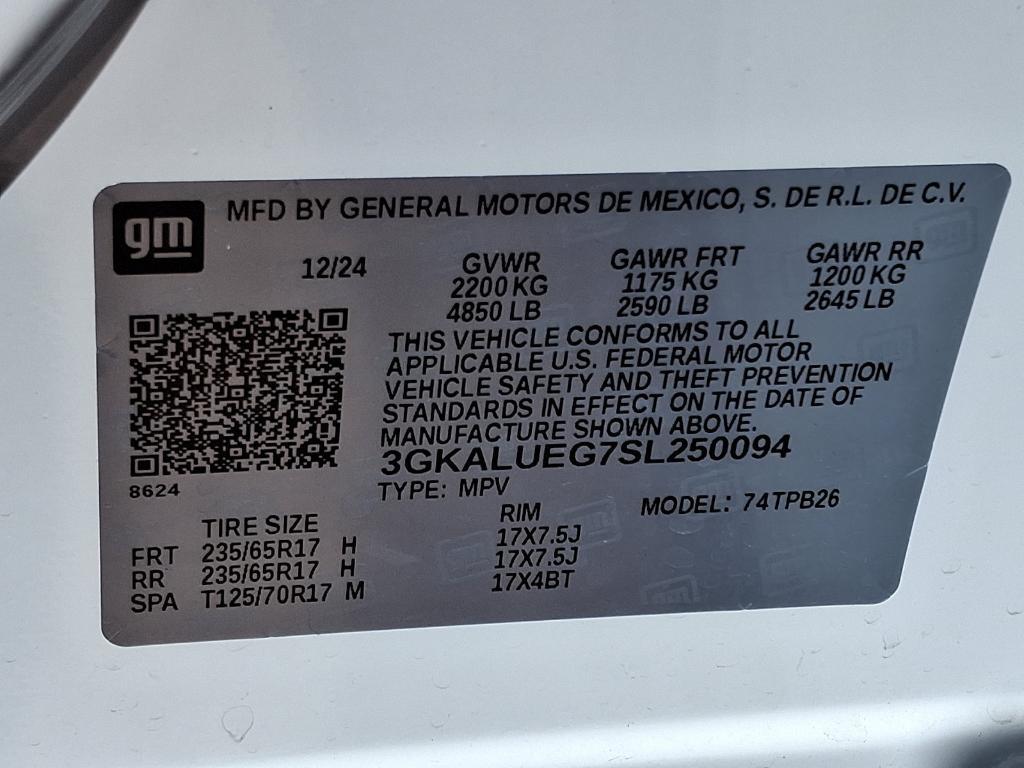 gm MFD BY GENERAL MOTORS DE MEXICO, S. DE R.L. DE C.V.
12/24 GVWR GAWR FRT GAWR RR
2200 KG 1175 KG 1200 KG
4850 LB 2590 LB 2645 LB
THIS VEHICLE CONFORMS TO ALL
APPLICABLE U.S. FEDERAL MOTOR
VEHICLE SAFETY AND THEFT PREVENTION
STANDARDS IN EFFECT ON THE DATE OF
MANUFACTURE SHOWN ABOVE.
3GKALUEG7SL250094
8624
TYPE: MPV MODEL: 74TPB26
TIRE SIZE RIM
FRT 235/65R17 H 17X7.5J
RR 235/65R17 H 17X7.5J
SPA T125/70R17 M 17X4BT